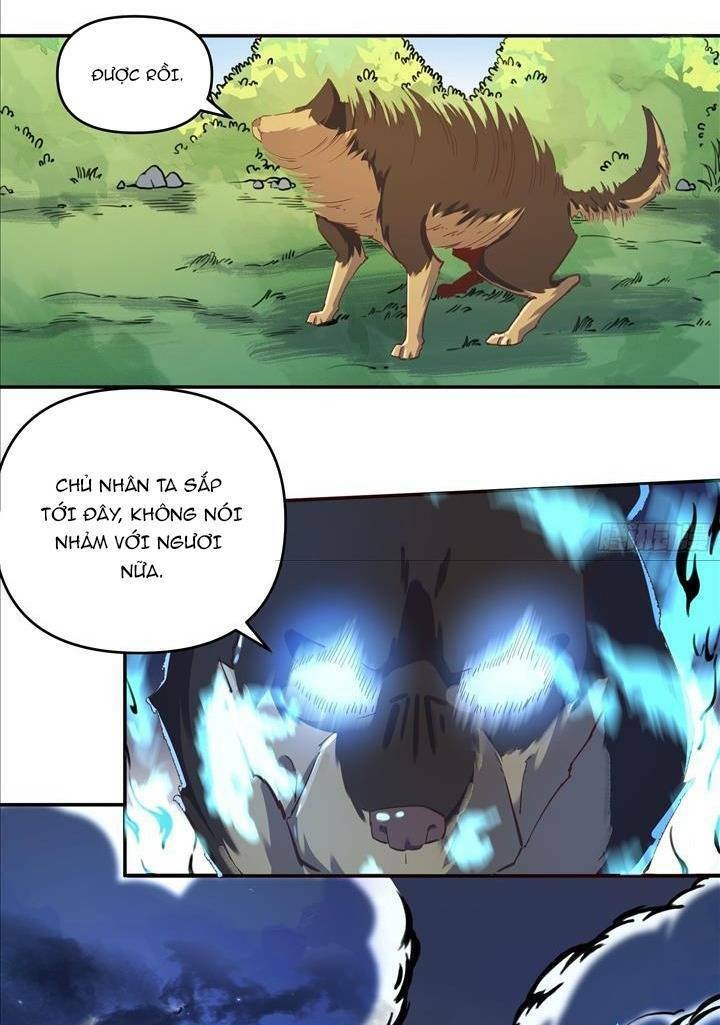 ĐƯỢC RỒI.
CHỦ NHÂN TA SẮP
TỚI ĐÂY, KHÔNG NÓI
NHẢM VỚI NGƯƠI
NỮA.